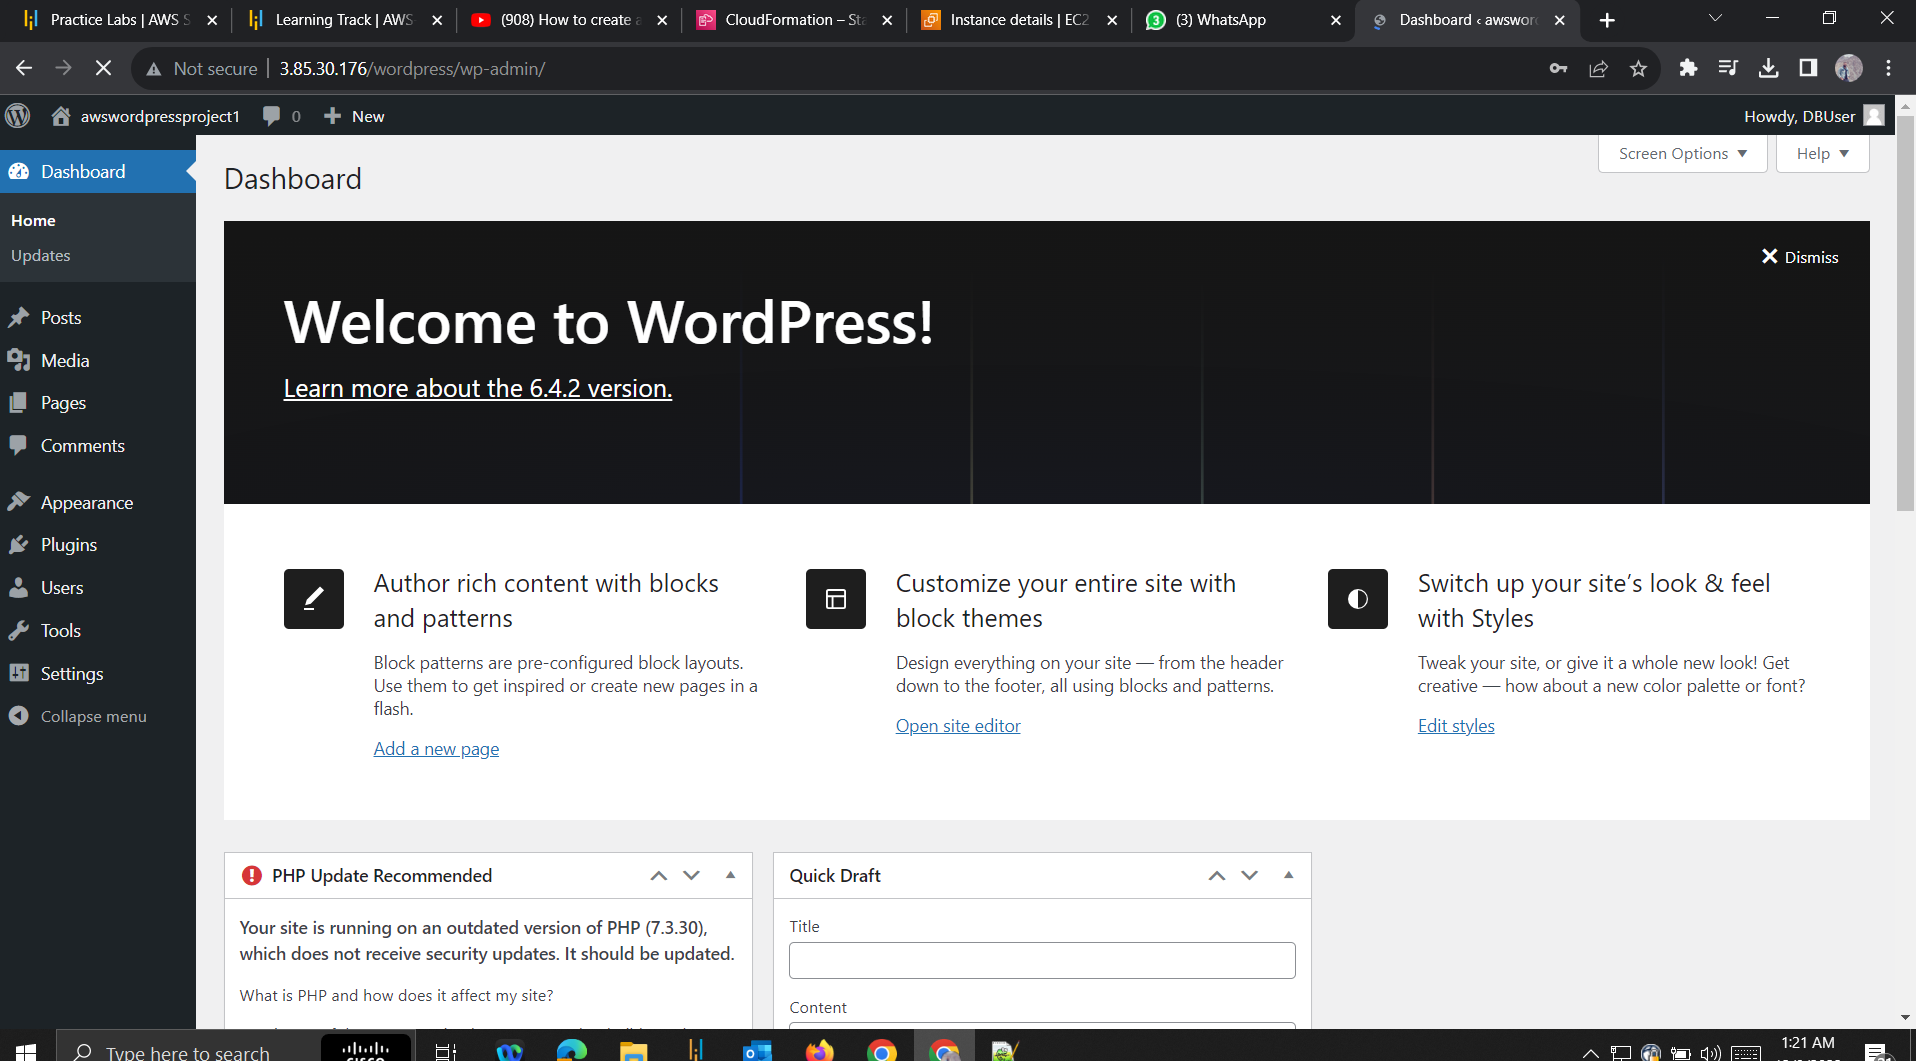 Practice Labs | AWS S
Learning Track | AWS
(908) How to create a
CloudFormation – Sta
Instance details | EC2
3
(3) WhatsApp
Dashboard ‹ awswor
Not secure
3.85.30.176/wordpress/wp-admin/
awswordpressproject1
0
New
Howdy, DBUser
Dashboard
Home
Updates
Posts
Media
Pages
Comments
Appearance
Plugins
Users
Tools
Settings
Collapse menu
Screen Options
Help
Dashboard
Dismiss
Welcome to WordPress!
Learn more about the 6.4.2 version.
Author rich content with blocks
and patterns
Block patterns are pre-configured block layouts.
Use them to get inspired or create new pages in a
flash.
Add a new page
Customize your entire site with
block themes
Design everything on your site — from the header
down to the footer, all using blocks and patterns.
Open site editor
Switch up your site’s look & feel
with Styles
Tweak your site, or give it a whole new look! Get
creative — how about a new color palette or font?
Edit styles
PHP Update Recommended
Your site is running on an outdated version of PHP (7.3.30),
which does not receive security updates. It should be updated.
What is PHP and how does it affect my site?
Quick Draft
Title
Content
Type here to search
1:21 AM